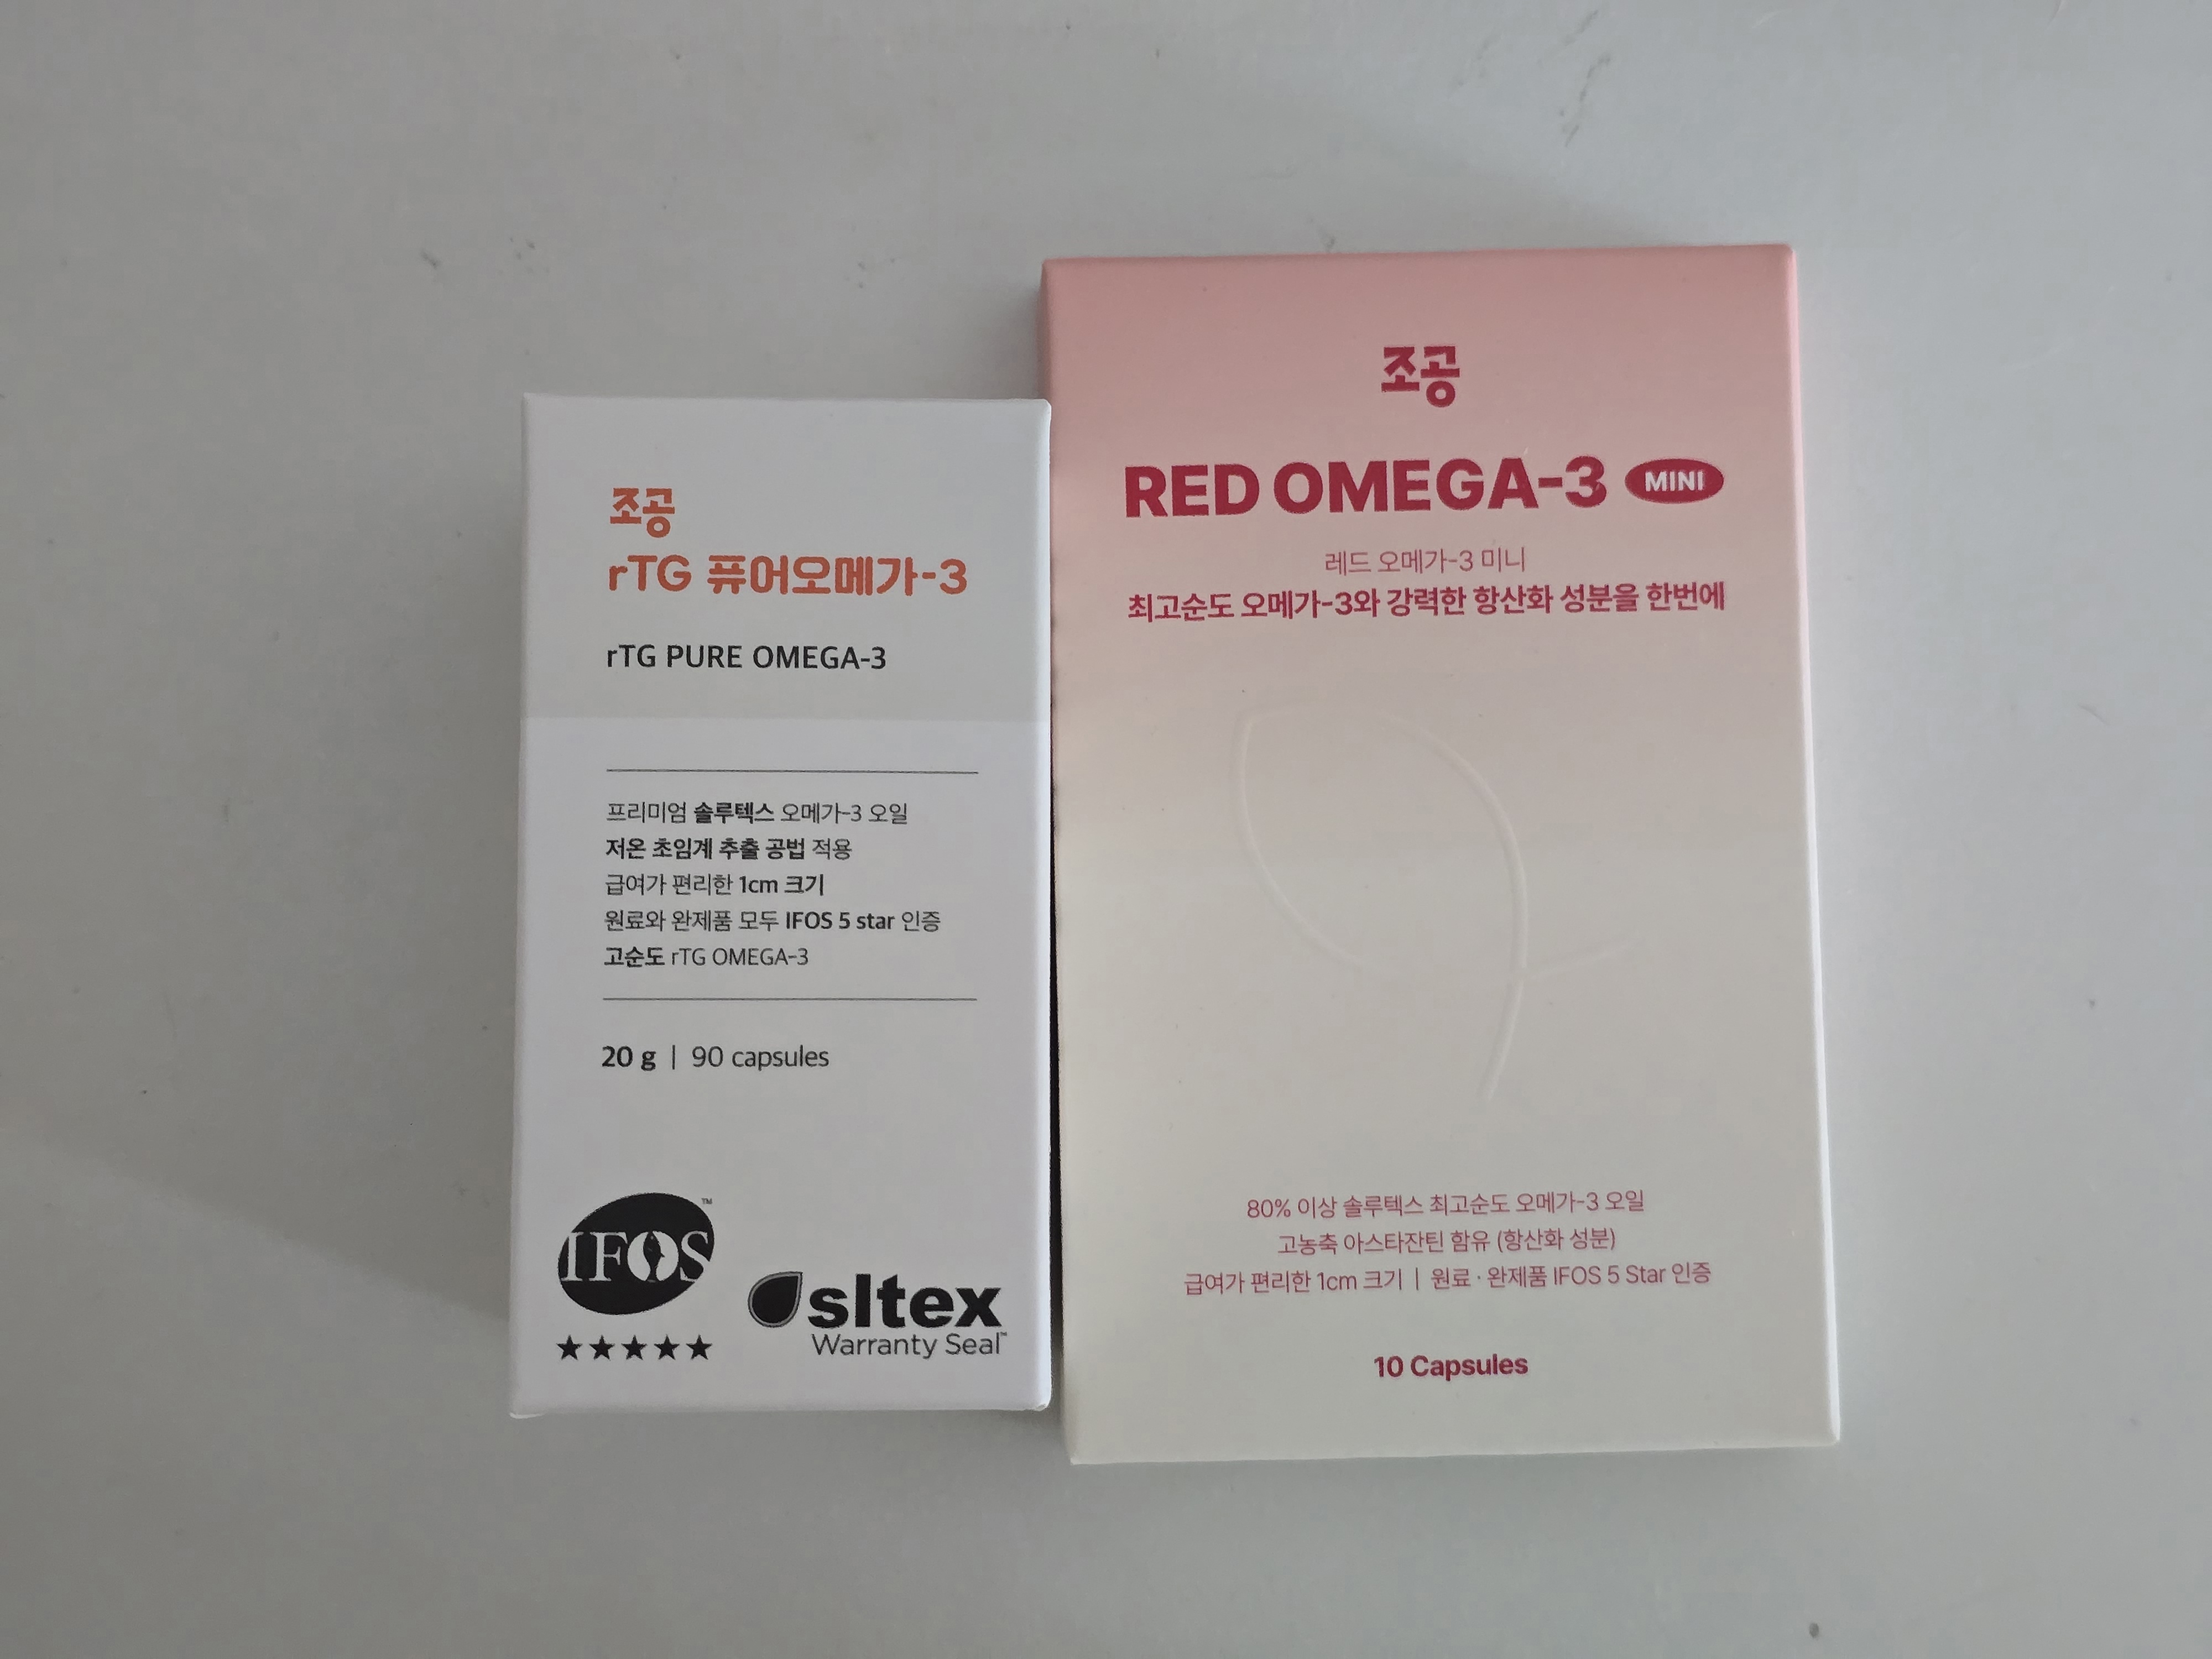 조공
rTG 퓨어오메가-3
rTG PURE OMEGA-3
프리미엄 솔루텍스 오메가-3 오일
저온 초임계 추출 공법 적용
급여가 편리한 1cm 크기
원료와 완제품 모두 IFOS 5 star 인증
고순도 rTG OMEGA-3
20 g | 90 capsules
IFOS™
★★★★★
sltex
Warranty Seal™
조공
RED OMEGA-3 MINI
레드 오메가-3 미니
최고순도 오메가-3와 강력한 항산화 성분을 한번에
80% 이상 솔루텍스 최고순도 오메가-3 오일
고농축 아스타잔틴 함유 (항산화 성분)
급여가 편리한 1cm 크기 | 원료·완제품 IFOS 5 Star 인증
10 Capsules